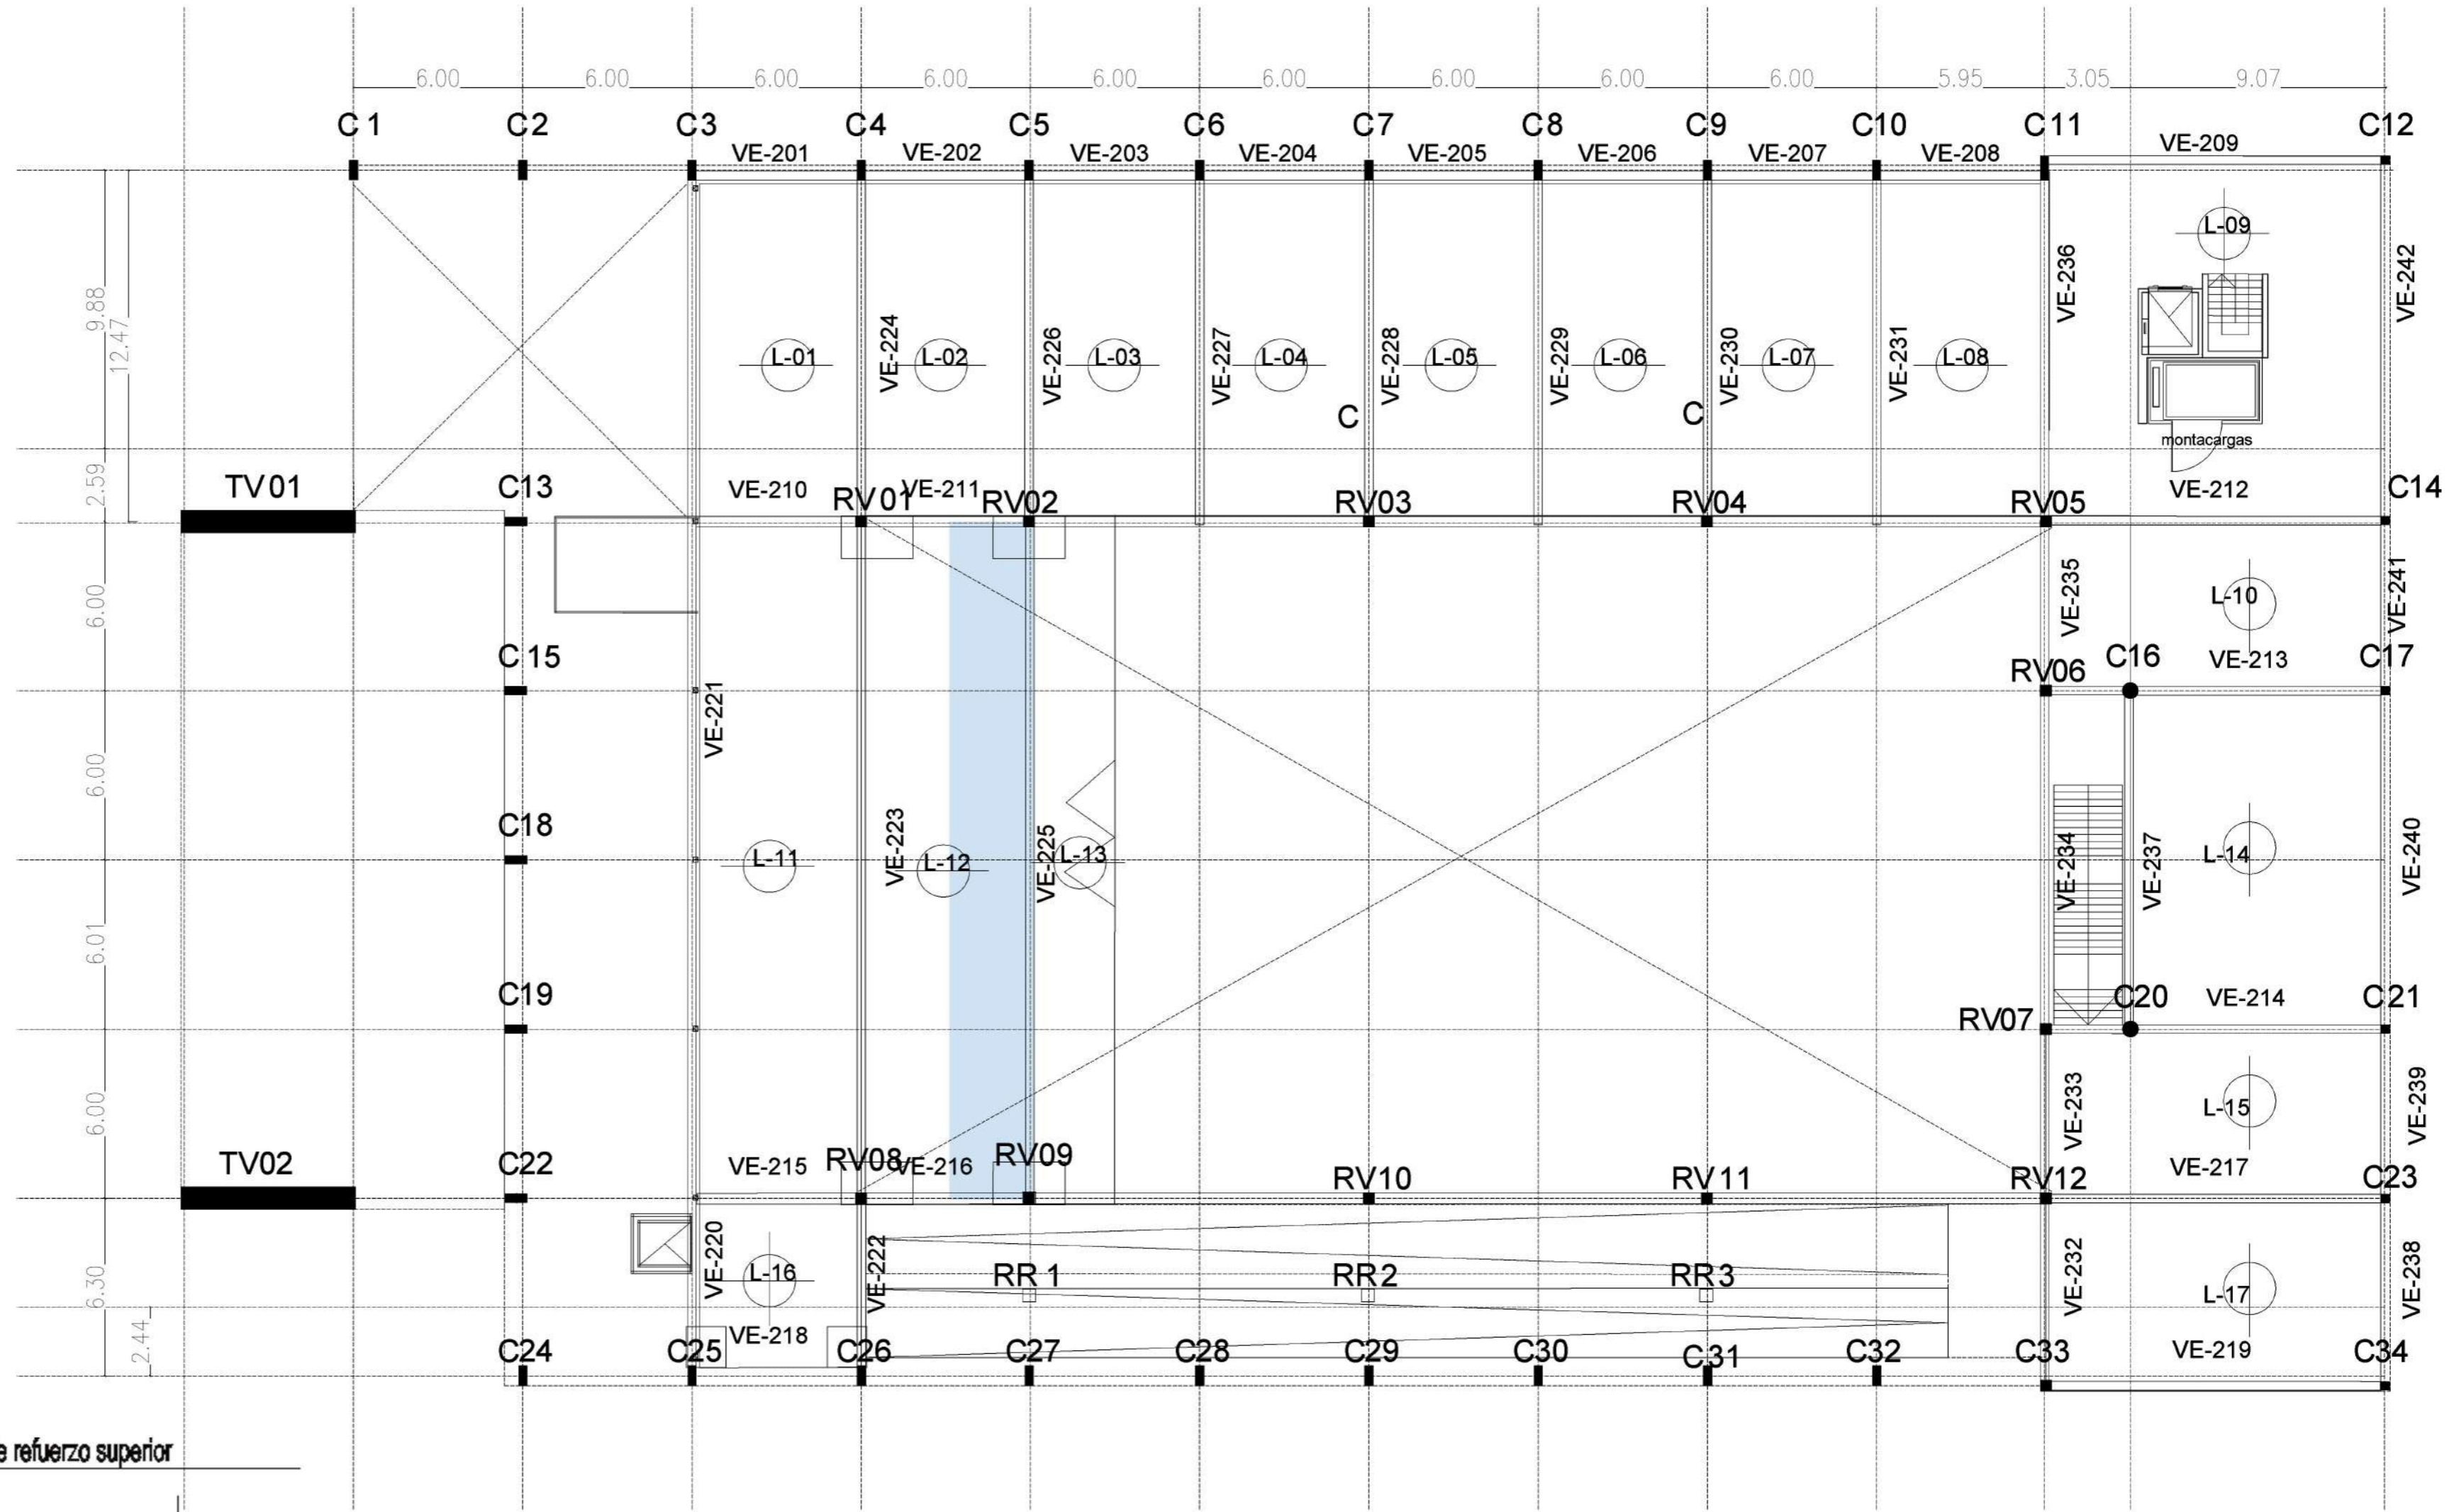 6.00 6.00 6.00 6.00 6.00 6.00 6.00 6.00 6.00 5.95 3.05 9.07
C1 C2 C3 C4 C5 C6 C7 C8 C9 C10 C11 C12
VE-201 VE-202 VE-203 VE-204 VE-205 VE-206 VE-207 VE-208 VE-209
9.88
12.47
VE-224 VE-226 VE-227 VE-228 VE-229 VE-230 VE-231 VE-236 VE-242
L-01 L-02 L-03 L-04 L-05 L-06 L-07 L-08 L-09
C C
montacargas
2.59
TV01 C13 VE-210 RV01 VE-211 RV02 RV03 RV04 RV05 VE-212 C14
6.00
VE-235 L-10 VE-241
C15 RV06 C16 VE-213 C17
VE-221
6.00
C18 VE-223 VE-225 VE-234 VE-237 VE-240
L-11 L-12 L-13 L-14
6.01
C19 RV07 C20 VE-214 C21
6.00
VE-233 L-15 VE-239
TV02 C22 VE-215 RV08 VE-216 RV09 RV10 RV11 RV12 VE-217 C23
6.30
VE-220 L-16 VE-222 RR1 RR2 RR3 VE-232 L-17 VE-238
2.44
VE-218 VE-219
C24 C25 C26 C27 C28 C29 C30 C31 C32 C33 C34
e refuerzo superior